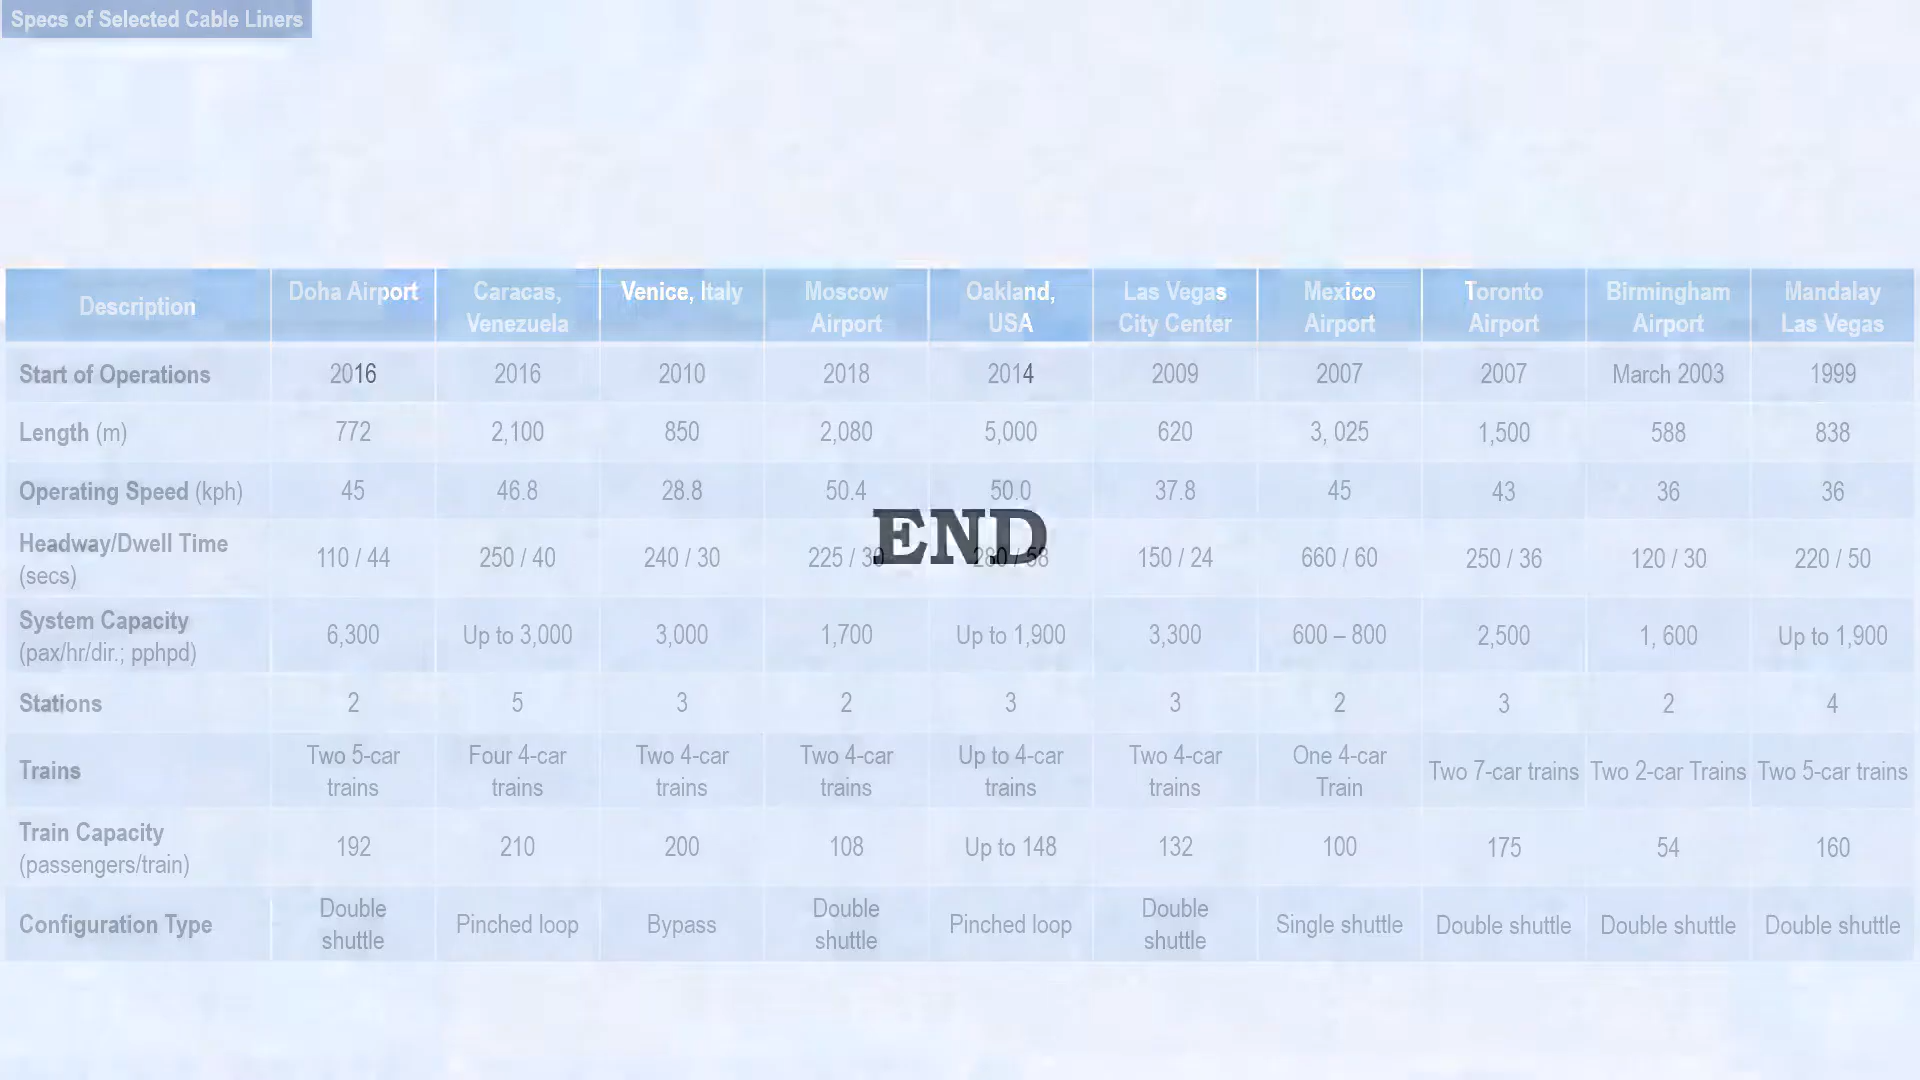 Specs of Selected Cable Liners
Description
Doha Airport
Caracas,
Venezuela
Venice, Italy
Moscow
Airport
Oakland,
USA
Las Vegas
City Center
Mexico
Airport
Toronto
Airport
Birmingham
Airport
Mandalay
Las Vegas
Start of Operations
2016
2016
2010
2018
2014
2009
2007
2007
March 2003
1999
Length (m)
772
2,100
850
2,080
5,000
620
3, 025
1,500
588
838
Operating Speed (kph)
45
46.8
28.8
50.4
50.0
37.8
45
43
36
36
END
Headway/Dwell Time
(secs)
110 / 44
250 / 40
240 / 30
225 / 30
280 / 58
150 / 24
660 / 60
250 / 36
120 / 30
220 / 50
System Capacity
(pax/hr/dir.; pphpd)
6,300
Up to 3,000
3,000
1,700
Up to 1,900
3,300
600 – 800
2,500
1, 600
Up to 1,900
Stations
2
5
3
2
3
3
2
3
2
4
Trains
Two 5-car
trains
Four 4-car
trains
Two 4-car
trains
Two 4-car
trains
Up to 4-car
trains
Two 4-car
trains
One 4-car
Train
Two 7-car trains
Two 2-car Trains
Two 5-car trains
Train Capacity
(passengers/train)
192
210
200
108
Up to 148
132
100
175
54
160
Configuration Type
Double
shuttle
Pinched loop
Bypass
Double
shuttle
Pinched loop
Double
shuttle
Single shuttle
Double shuttle
Double shuttle
Double shuttle